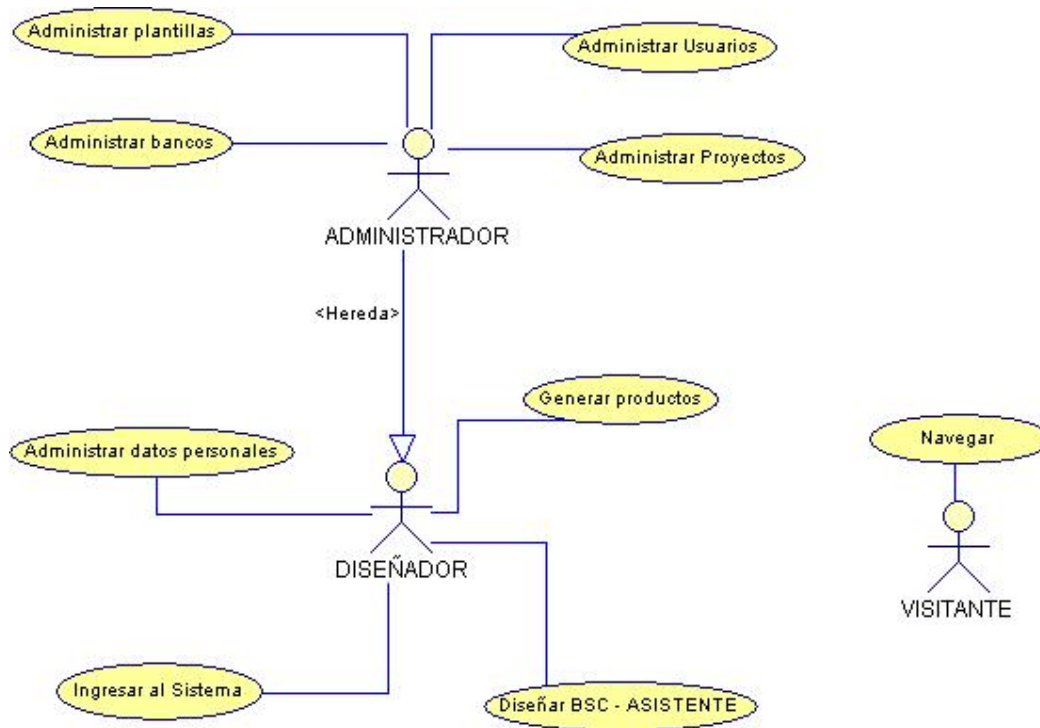 Administrar plantillas
Administrar Usuarios
Administrar bancos
Administrar Proyectos
ADMINISTRADOR
<Hereda>
Generar productos
Administrar datos personales
Navegar
DISEÑADOR
VISITANTE
Ingresar al Sistema
Diseñar BSC - ASISTENTE